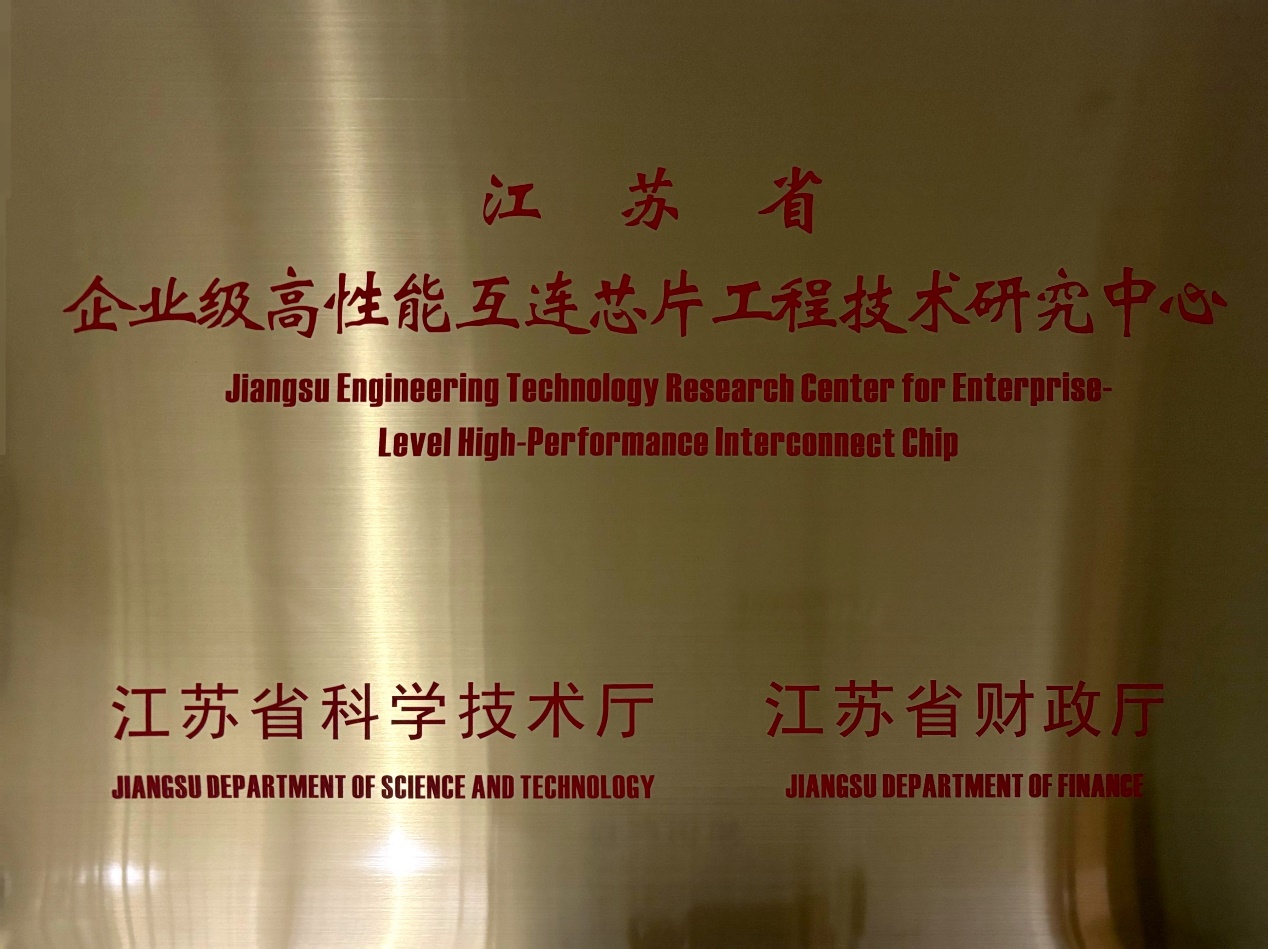 江苏省
企业级高性能互连芯片工程技术研究中心
Jiangsu Engineering Technology Research Center for Enterprise-
Level High-Performance Interconnect Chip
江苏省科学技术厅 江苏省财政厅
JIANGSU DEPARTMENT OF SCIENCE AND TECHNOLOGY JIANGSU DEPARTMENT OF FINANCE